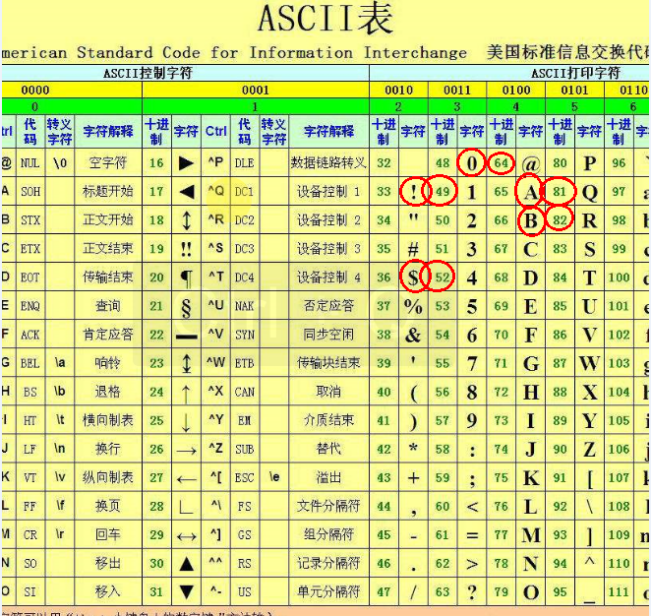 ASCII表
merican Standard Code for Information Interchange 美国标准信息交换代码
ASCII控制字符 ASCII打印字符
0000 0001 0010 0011 0100 0101 0110
0 1 2 3 4 5 6
trl 代码 转义字符 字符解释 十进制 字符 Ctrl 代码 转义字符 字符解释 十进制 字符 十进制 字符 十进制 字符 十进制 字符 十进制
@ NUL \0 空字符 16 ► ^P DLE 数据链路转义 32 48 0 64 @ 80 P 96 `
A SOH 标题开始 17 ◄ ^Q DC1 设备控制 1 33 ! 49 1 65 A 81 Q 97 a
B STX 正文开始 18 ↕ ^R DC2 设备控制 2 34 " 50 2 66 B 82 R 98
C ETX 正文结束 19 ‼ ^S DC3 设备控制 3 35 # 51 3 67 C 83 S 99
D EOT 传输结束 20 ¶ ^T DC4 设备控制 4 36 $ 52 4 68 D 84 T 100
E ENQ 查询 21 § ^U NAK 否定应答 37 % 53 5 69 E 85 U 101
F ACK 肯定应答 22 ▬ ^V SYN 同步空闲 38 & 54 6 70 F 86 V 102
G BEL \a 响铃 23 ↨ ^W ETB 传输块结束 39 ' 55 7 71 G 87 W 103
H BS \b 退格 24 ↑ ^X CAN 取消 40 ( 56 8 72 H 88 X 104
I HT \t 横向制表 25 ↓ ^Y EM 介质结束 41 ) 57 9 73 I 89 Y 105
J LF \n 换行 26 → ^Z SUB 替代 42 * 58 : 74 J 90 Z 106
K VT \v 纵向制表 27 ← ^[ ESC \e 溢出 43 + 59 ; 75 K 91 [ 107
L FF \f 换页 28 ∟ ^\ FS 文件分隔符 44 , 60 < 76 L 92 \ 108
M CR \r 回车 29 ↔ ^] GS 组分隔符 45 - 61 = 77 M 93 ] 109
N SO 移出 30 ▲ ^^ RS 记录分隔符 46 . 62 > 78 N 94 ^ 110
O SI 移入 31 ▼ ^- US 单元分隔符 47 / 63 ? 79 O 95 _ 111